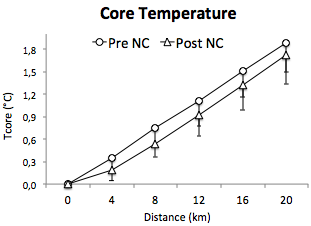 Core Temperature
Pre NC Post NC
Tcore (°C)
1,8
1,5
1,2
0,9
0,6
0,3
0,0
0 4 8 12 16 20
Distance (km)